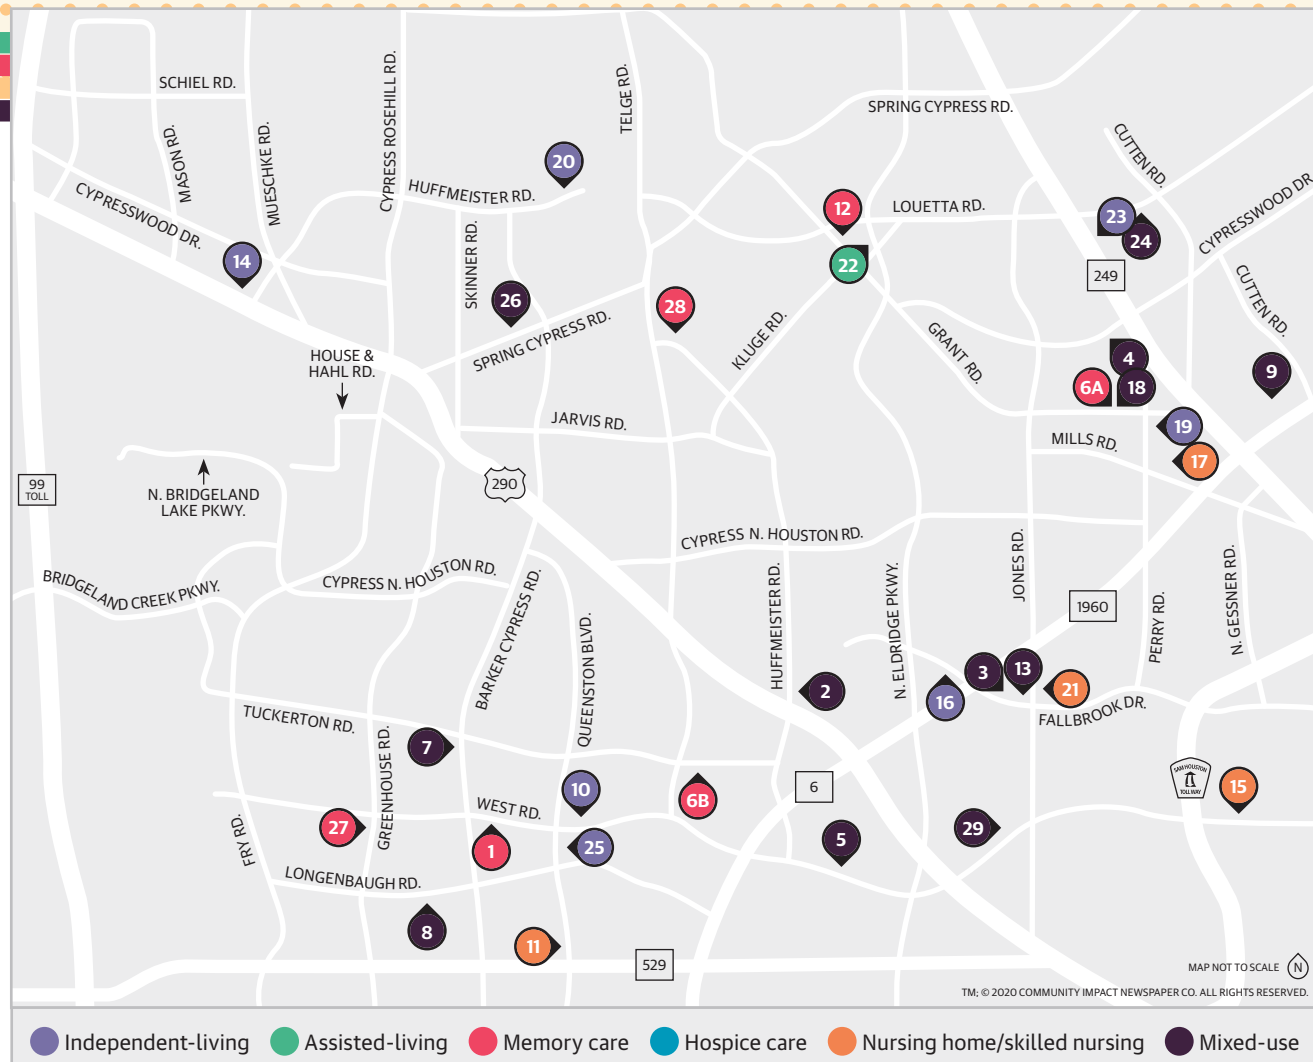 SCHIEL RD.
MASON RD.
MUESCHKE RD.
CYPRESS ROSEHILL RD.
TELGE RD.
SPRING CYPRESS RD.
CUTTEN RD.
CYPRESSWOOD DR.
HUFFMEISTER RD.
20
12
LOUETTA RD.
23
24
CYPRESSWOOD DR.
14
SKINNER RD.
26
28
22
249
CUTTEN RD.
SPRING CYPRESS RD.
KLUGE RD.
GRANT RD.
HOUSE &
HAHL RD.
4
6A
18
9
JARVIS RD.
19
MILLS RD.
17
99
TOLL
N. BRIDGELAND
LAKE PKWY.
290
CYPRESS N. HOUSTON RD.
JONES RD.
BRIDGELAND CREEK PKWY.
CYPRESS N. HOUSTON RD.
BARKER CYPRESS RD.
QUEENSTON BLVD.
HUFFMEISTER RD.
N. ELDRIDGE PKWY.
1960
PERRY RD.
N. GESSNER RD.
3
13
2
16
21
FALLBROOK DR.
TUCKERTON RD.
7
GREENHOUSE RD.
10
6B
6
SAM HOUSTON
TOLLWAY
15
WEST RD.
27
FRY RD.
1
25
5
29
LONGENBAUGH RD.
8
11
529
MAP NOT TO SCALE N
TM; © 2020 COMMUNITY IMPACT NEWSPAPER CO. ALL RIGHTS RESERVED.
Independent-living Assisted-living Memory care Hospice care Nursing home/skilled nursing Mixed-use